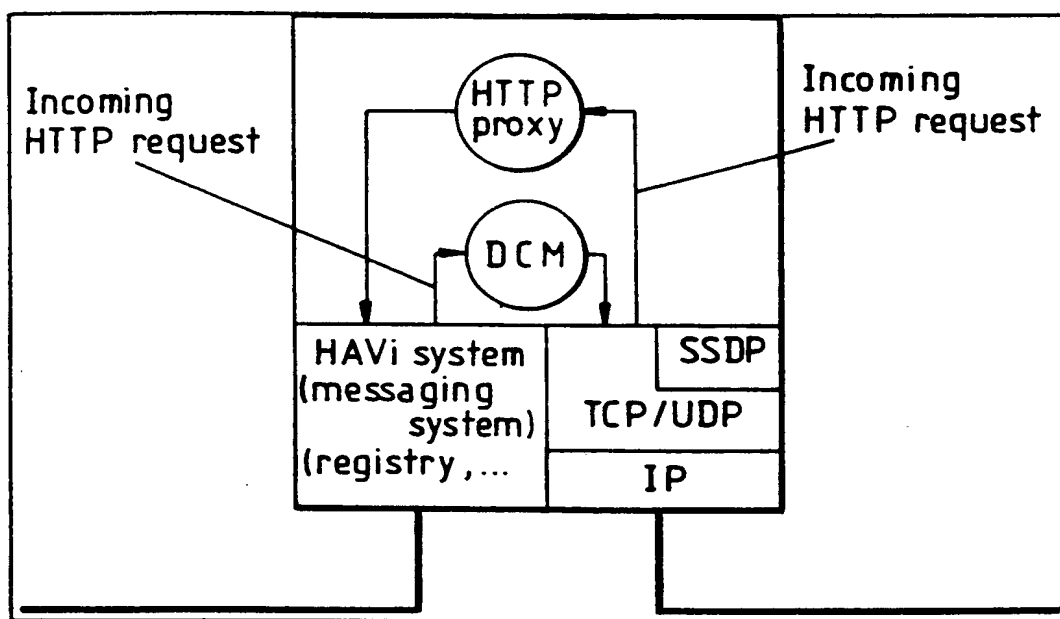 Incoming
HTTP request
HTTP
proxy
Incoming
HTTP request
DCM
HAVi system
(messaging
system)
(registry,...
SSDP
TCP/UDP
IP